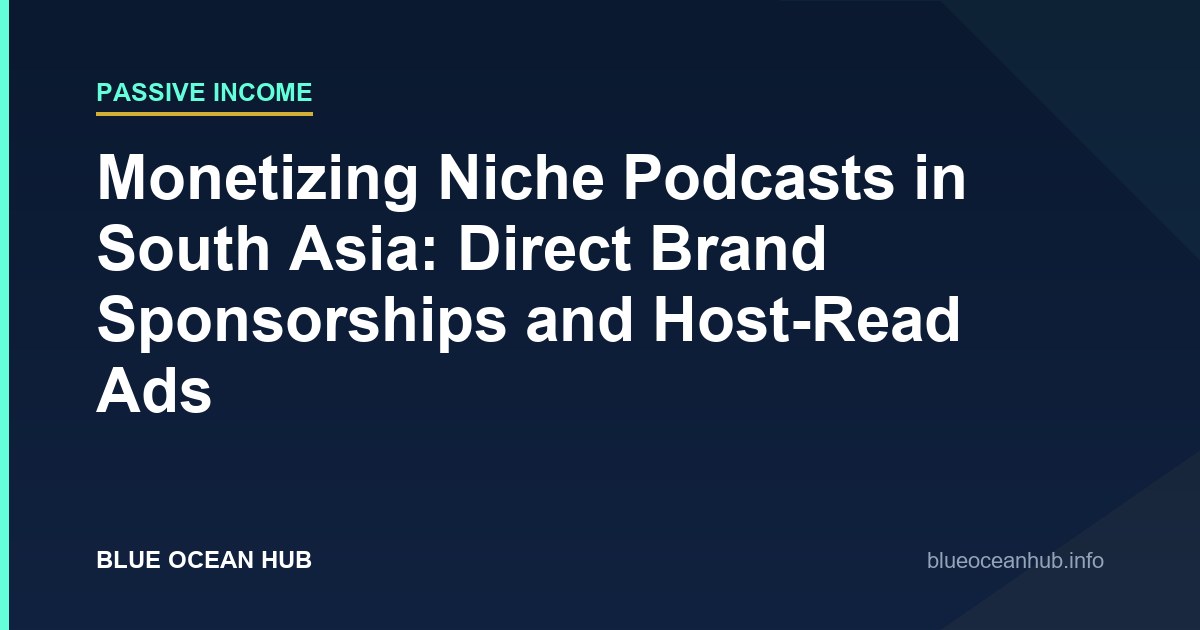 PASSIVE INCOME
Monetizing Niche Podcasts in
South Asia: Direct Brand
Sponsorships and Host-Read
Ads
BLUE OCEAN HUB
blueoceanhub.info